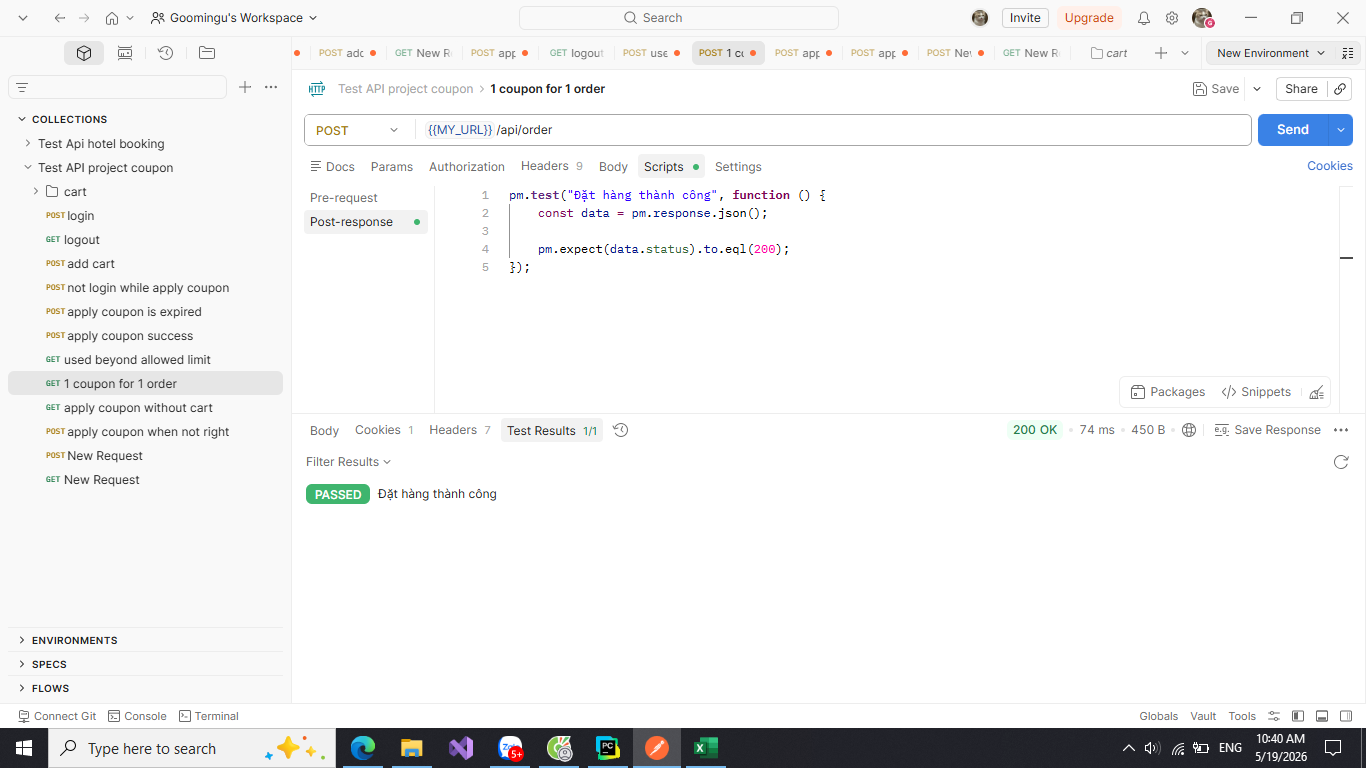 Goomingu's Workspace
Search
Invite
Upgrade
POST adc
GET New R
POST app
GET logout
POST use
POST 1 cu
POST app
POST app
POST Ne
GET New R
cart
New Environment
COLLECTIONS
Test Api hotel booking
Test API project coupon
cart
POST login
GET logout
POST add cart
POST not login while apply coupon
POST apply coupon is expired
POST apply coupon success
GET used beyond allowed limit
GET 1 coupon for 1 order
GET apply coupon without cart
POST apply coupon when not right
POST New Request
GET New Request
ENVIRONMENTS
SPECS
FLOWS
HTTP Test API project coupon > 1 coupon for 1 order
Save
Share
POST
{{MY_URL}} /api/order
Send
Docs
Params
Authorization
Headers 9
Body
Scripts
Settings
Cookies
Pre-request
Post-response
1 pm.test("Đặt hàng thành công", function () {
2 const data = pm.response.json();
3
4 pm.expect(data.status).to.eql(200);
5 });
Packages
Snippets
Body
Cookies 1
Headers 7
Test Results 1/1
200 OK • 74 ms • 450 B
e.g. Save Response
Filter Results
PASSED Đặt hàng thành công
Connect Git
Console
Terminal
Globals
Vault
Tools
Type here to search
5+
PC
ENG
10:40 AM
5/19/2026